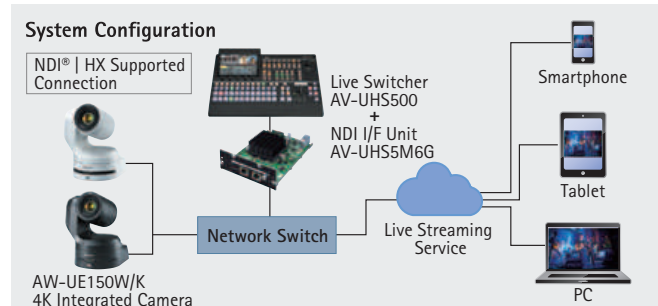 System Configuration
NDI® | HX Supported
Connection
Live Switcher
AV-UHS500
+
NDI I/F Unit
AV-UHS5M6G
Smartphone
Tablet
Network Switch
Live Streaming
Service
PC
AW-UE150W/K
4K Integrated Camera